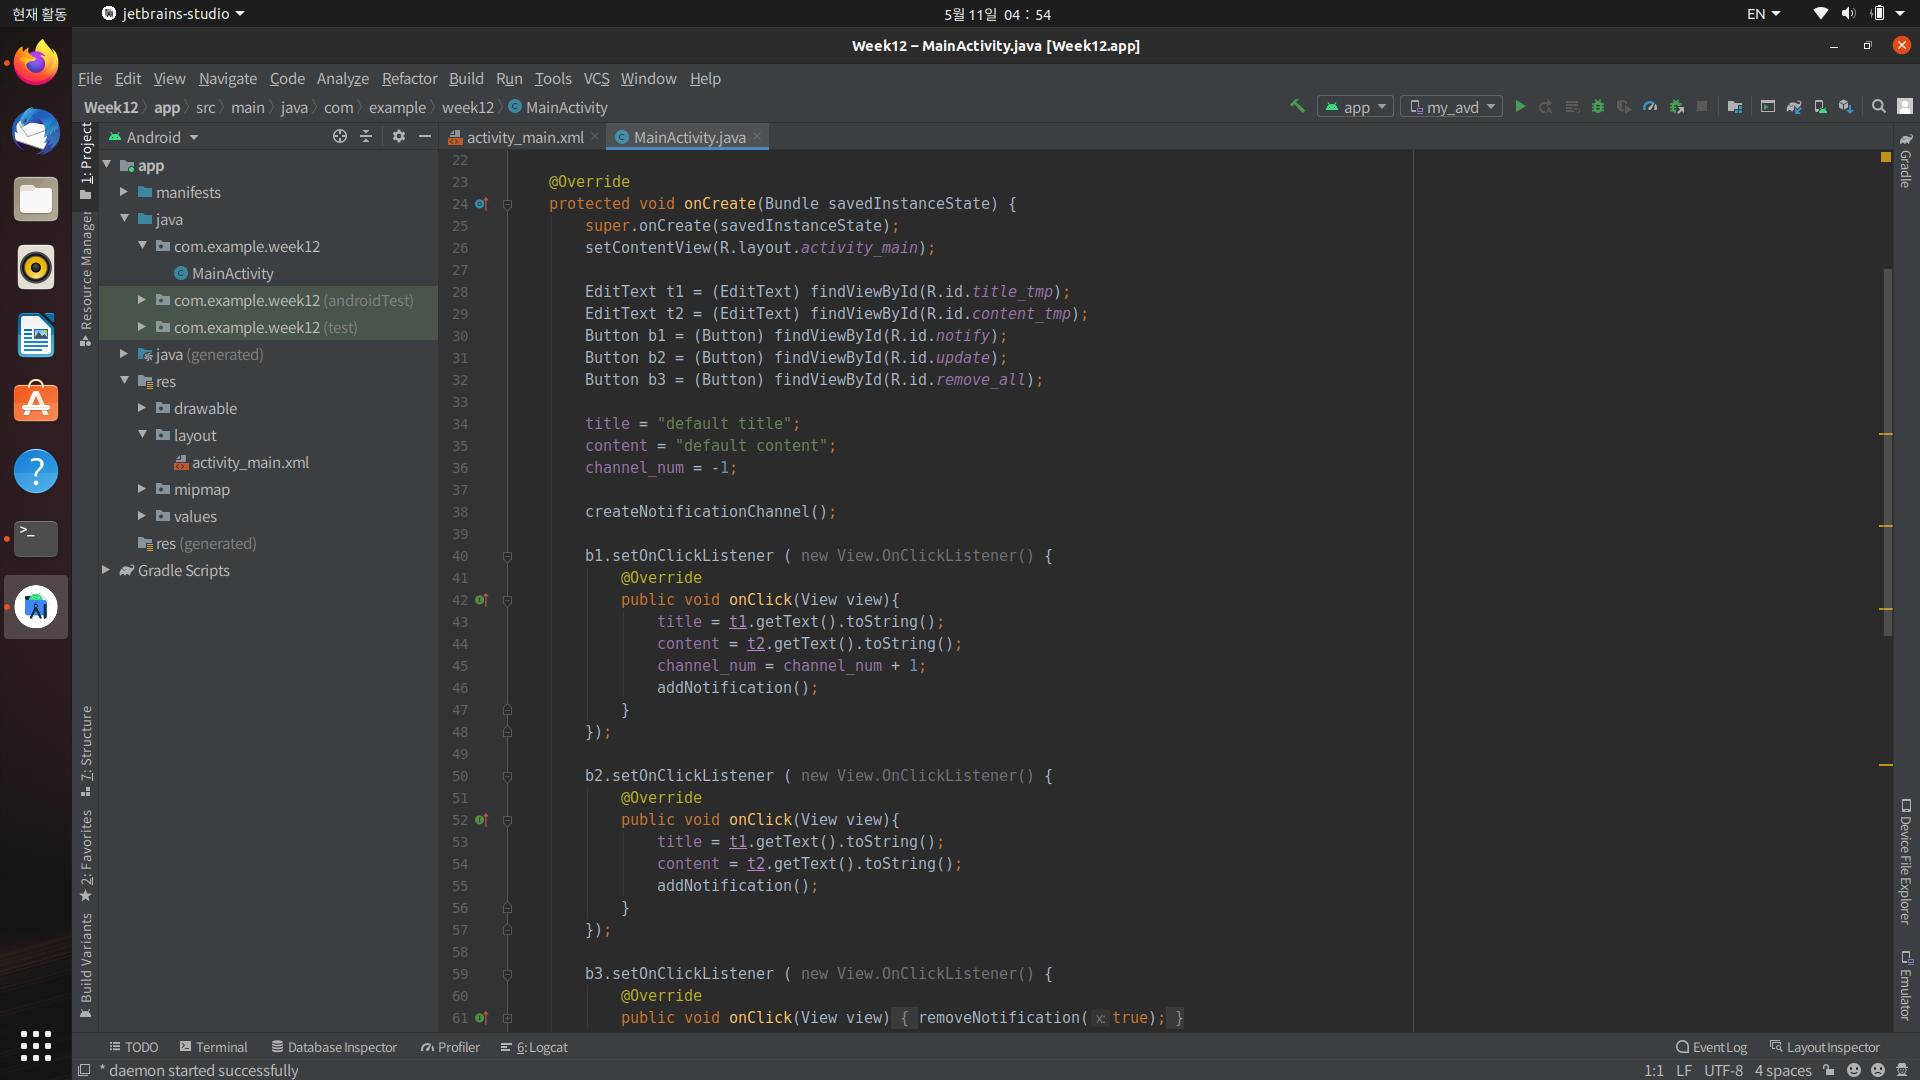 현재 활동
jetbrains-studio
5월 11일 04 : 54
EN
Week12 – MainActivity.java [Week12.app]
File Edit View Navigate Code Analyze Refactor Build Run Tools VCS Window Help
Week12 app src main java com example week12 MainActivity
app
my_avd
1: Project
Resource Manager
7: Structure
2: Favorites
Build Variants
Android
app
manifests
java
com.example.week12
MainActivity
com.example.week12 (androidTest)
com.example.week12 (test)
java (generated)
res
drawable
layout
activity_main.xml
mipmap
values
res (generated)
Gradle Scripts
activity_main.xml
MainActivity.java
22
23 @Override
24 protected void onCreate(Bundle savedInstanceState) {
25 super.onCreate(savedInstanceState);
26 setContentView(R.layout.activity_main);
27
28 EditText t1 = (EditText) findViewById(R.id.title_tmp);
29 EditText t2 = (EditText) findViewById(R.id.content_tmp);
30 Button b1 = (Button) findViewById(R.id.notify);
31 Button b2 = (Button) findViewById(R.id.update);
32 Button b3 = (Button) findViewById(R.id.remove_all);
33
34 title = "default title";
35 content = "default content";
36 channel_num = -1;
37
38 createNotificationChannel();
39
40 b1.setOnClickListener ( new View.OnClickListener() {
41 @Override
42 public void onClick(View view){
43 title = t1.getText().toString();
44 content = t2.getText().toString();
45 channel_num = channel_num + 1;
46 addNotification();
47 }
48 });
49
50 b2.setOnClickListener ( new View.OnClickListener() {
51 @Override
52 public void onClick(View view){
53 title = t1.getText().toString();
54 content = t2.getText().toString();
55 addNotification();
56 }
57 });
58
59 b3.setOnClickListener ( new View.OnClickListener() {
60 @Override
61 public void onClick(View view) { removeNotification( x: true); }
Gradle
Device File Explorer
Emulator
TODO Terminal Database Inspector Profiler 6: Logcat
Event Log Layout Inspector
* daemon started successfully
1:1 LF UTF-8 4 spaces